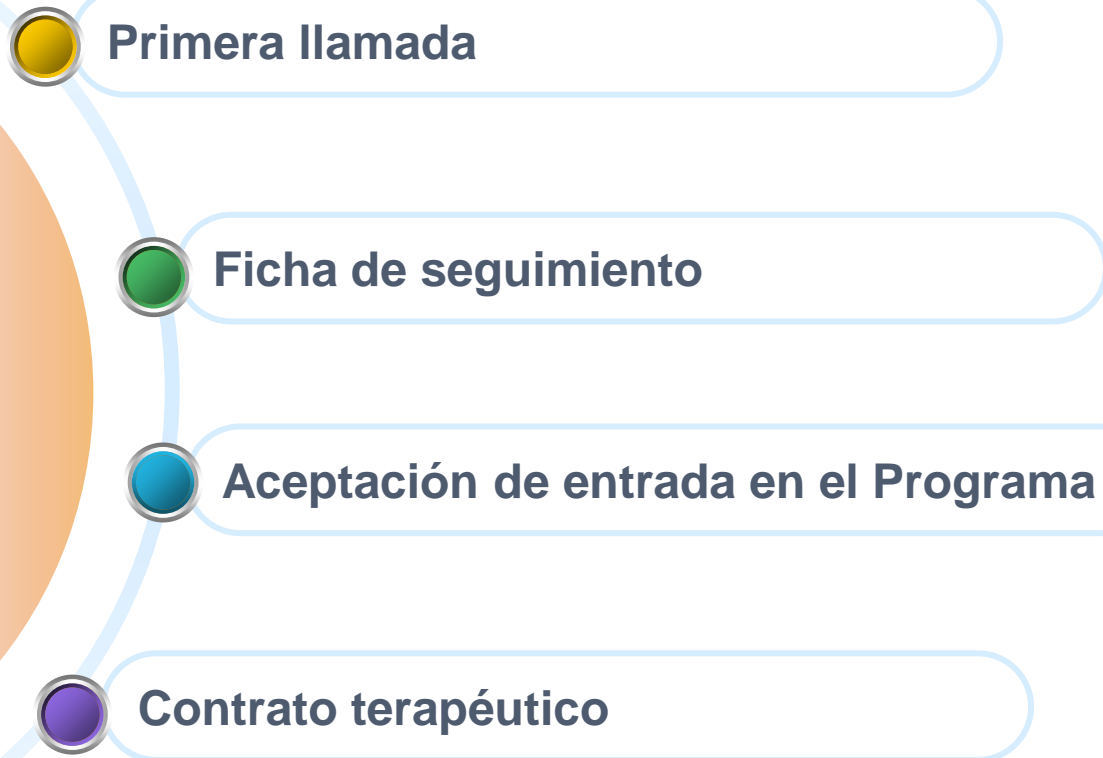 Primera llamada
Ficha de seguimiento
Aceptación de entrada en el Programa
Contrato terapéutico